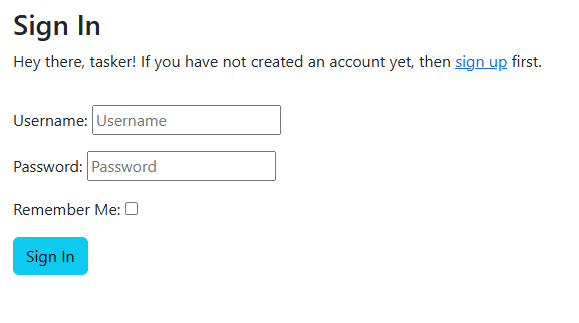 Sign In
Hey there, tasker! If you have not created an account yet, then sign up first.
Username: Username
Password: Password
Remember Me:
Sign In